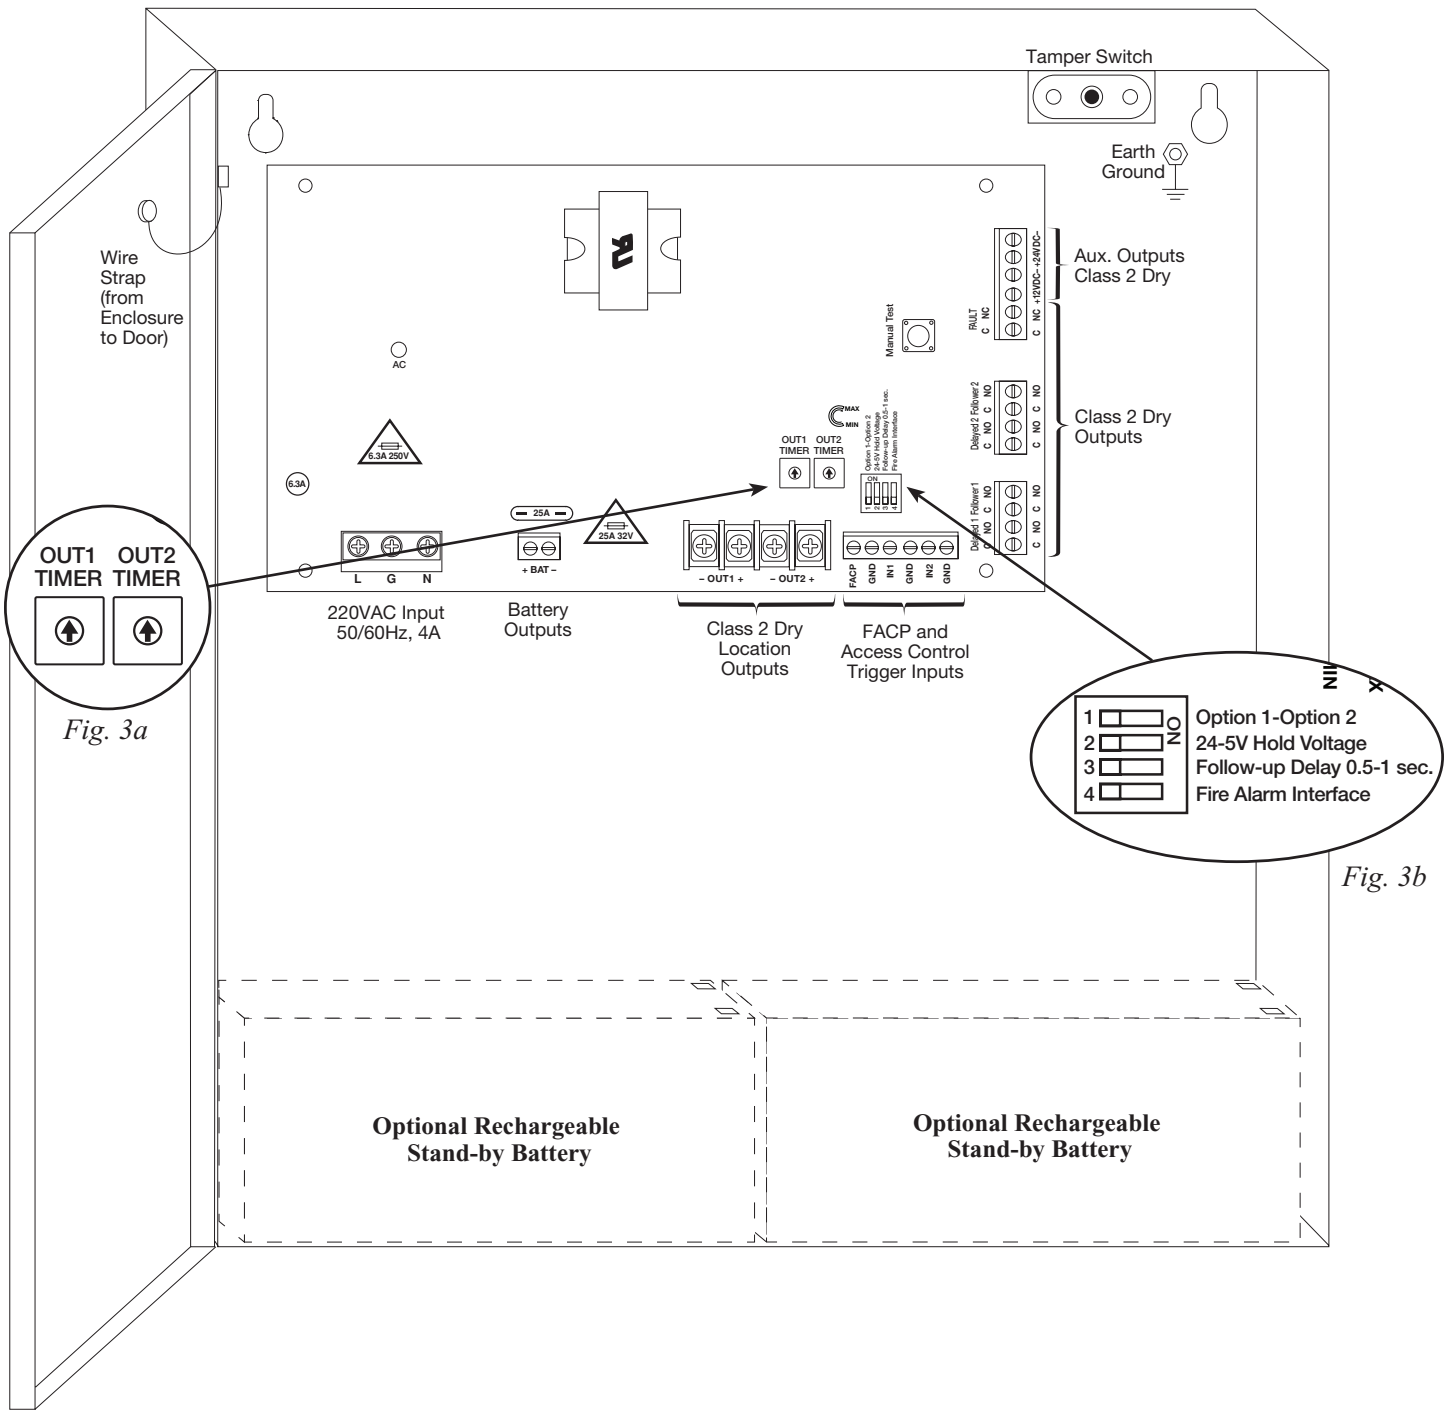 Tamper Switch
Earth
Ground
Wire
Strap
(from
Enclosure
to Door)
+12VDC– +24VDC–
Aux. Outputs
Class 2 Dry
FAULT
C NC
C NC
Manual Test
AC
MAX
MIN
Option 1-Option 2
24-5V Hold Voltage
Follow-up Delay 0.5-1 sec.
Fire Alarm Interface
Delayed 2 Follower 2
C NO C NO
C NO C NO
Class 2 Dry
Outputs
OUT1 OUT2
TIMER TIMER
6.3A 250V
6.3A
ON
1 2 3 4
Delayed 1 Follower 1
C NO C NO
C NO C NO
25A
25A 32V
L G N
+ BAT –
– OUT1 + – OUT2 +
FACP
GND
IN1
GND
IN2
GND
OUT1 OUT2
TIMER TIMER
Fig. 3a
220VAC Input
50/60Hz, 4A
Battery
Outputs
Class 2 Dry
Location
Outputs
FACP and
Access Control
Trigger Inputs
ON
1 Option 1-Option 2
2 24-5V Hold Voltage
3 Follow-up Delay 0.5-1 sec.
4 Fire Alarm Interface
Fig. 3b
Optional Rechargeable
Stand-by Battery
Optional Rechargeable
Stand-by Battery